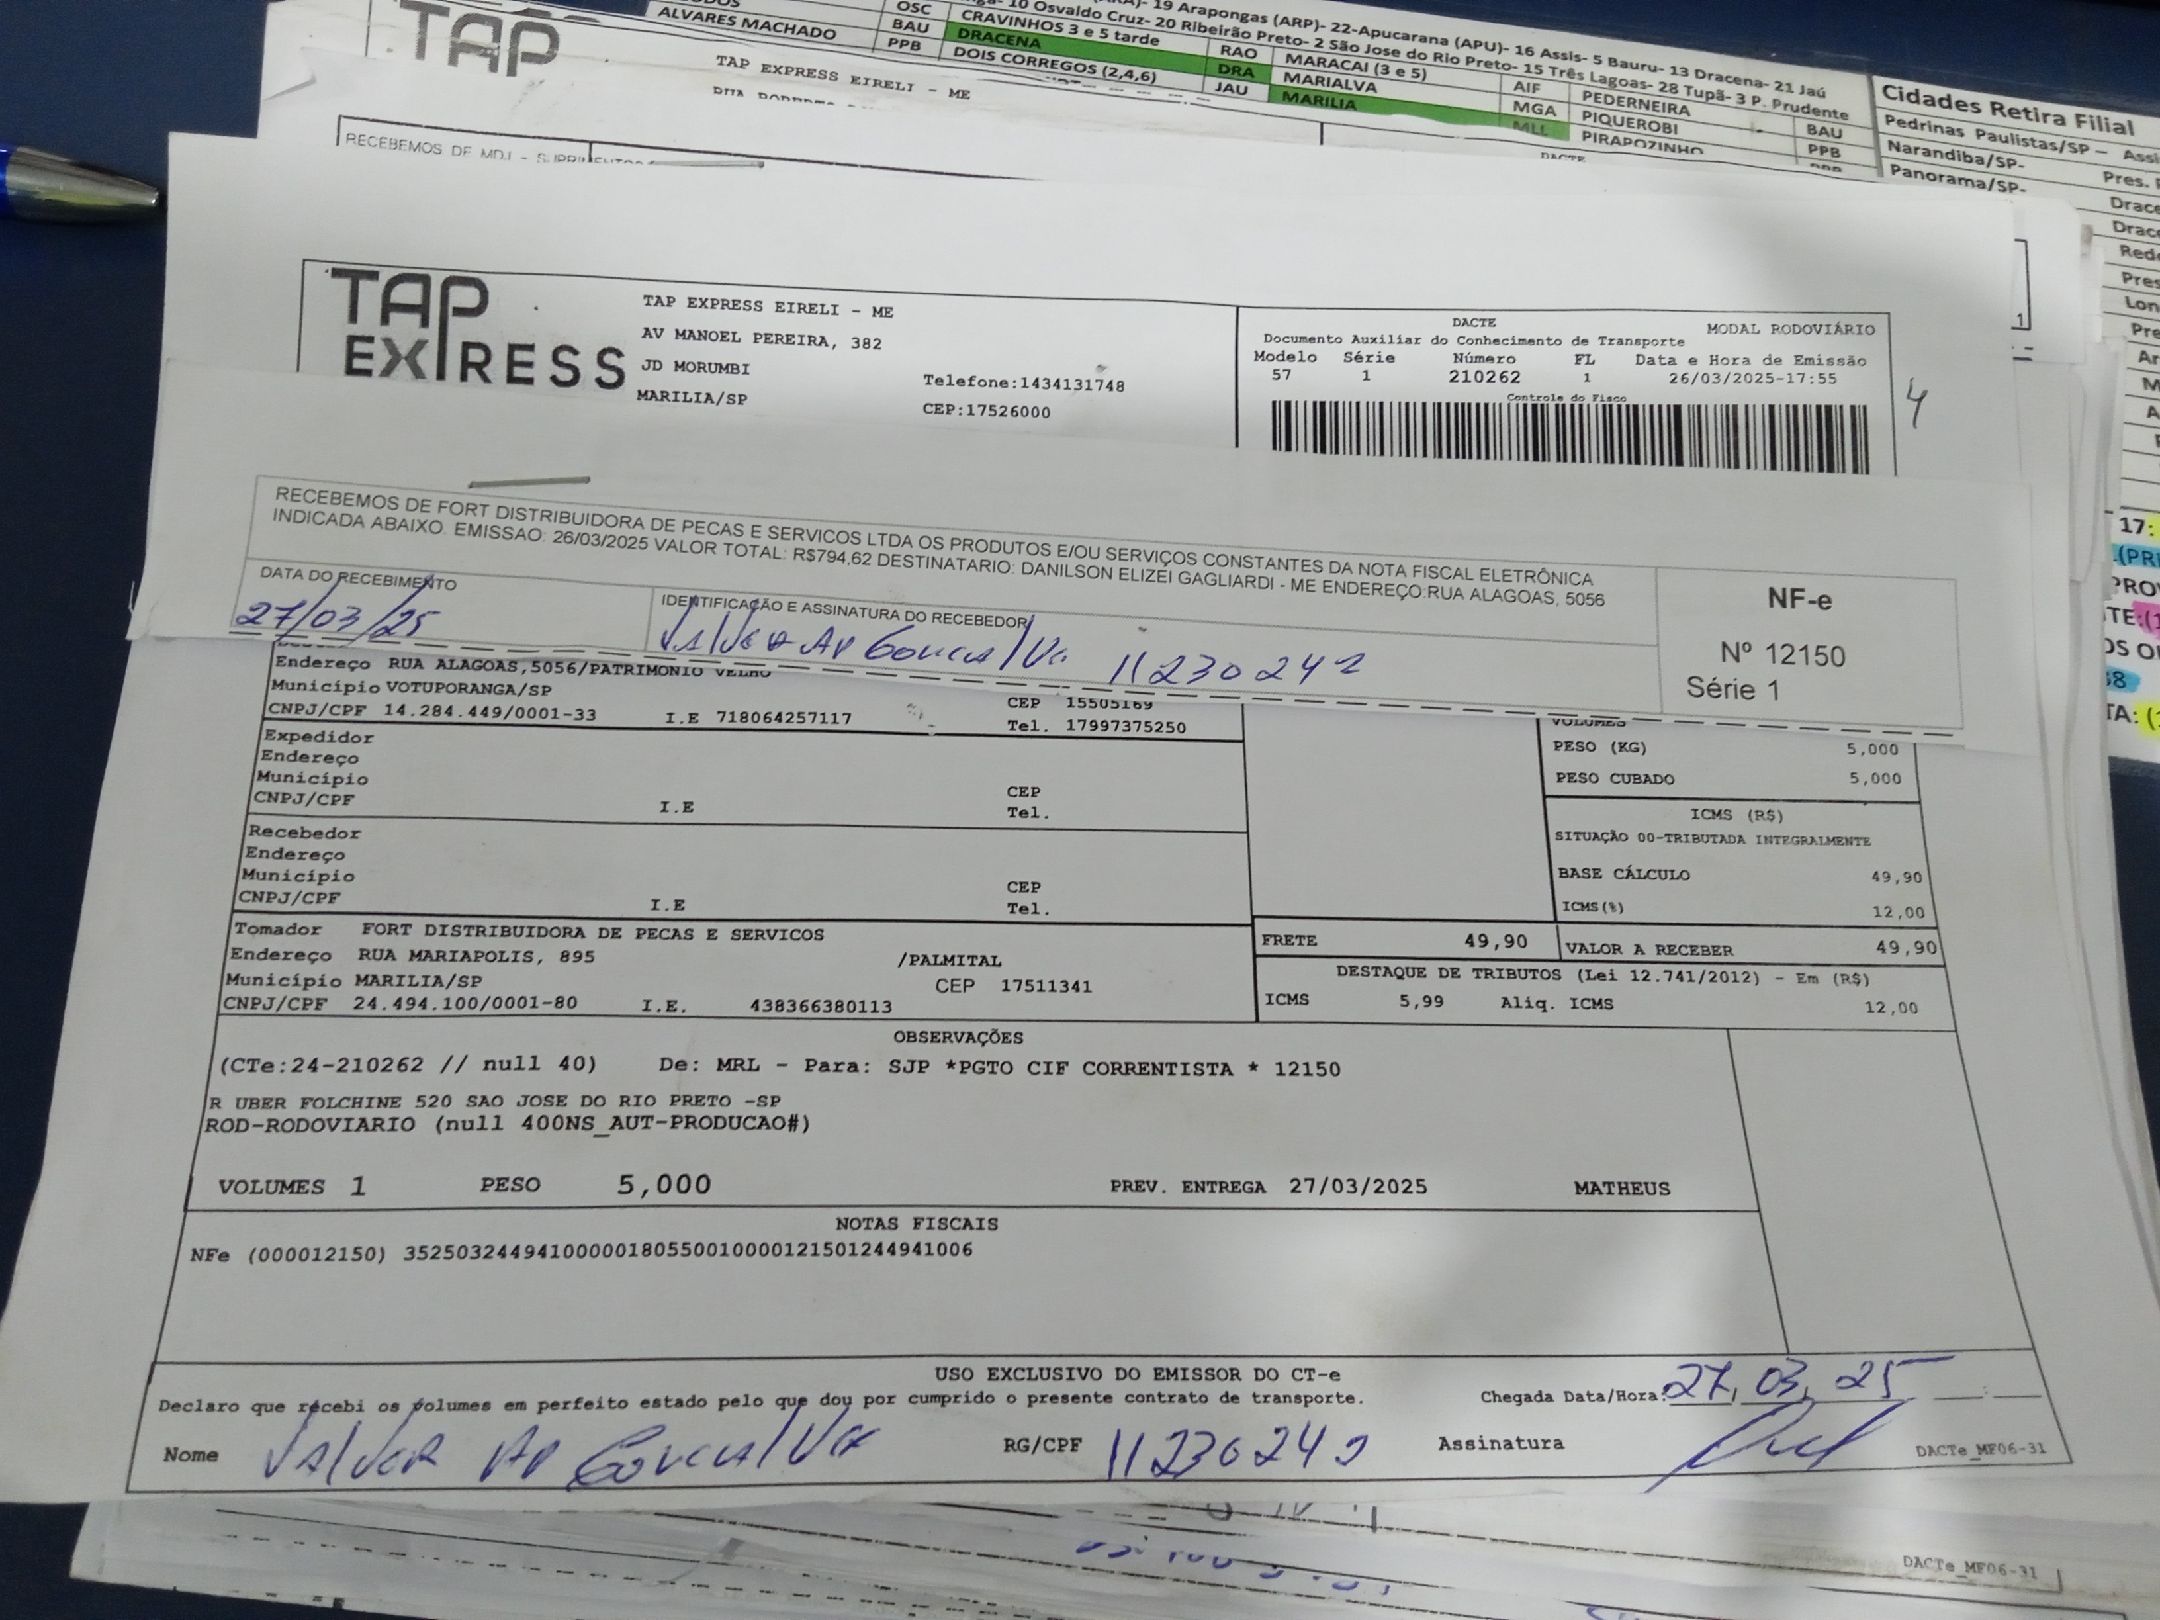 OSC CRAVINHOS 3 e 5 tarde RAO MARACAI (3 e 5) AIF PEDERNEIRA BAU
ALVARES MACHADO BAU DRACENA DRA MARIALVA MGA PIQUEROBI PPB
PPB DOIS CORREGOS (2,4,6) JAU MARILIA MLL PIRAPOZINHO
19 Arapongas (ARP)- 22-Apucarana (APU)- 16 Assis- 5 Bauru- 13 Dracena- 21 Jaú
10 Osvaldo Cruz- 20 Ribeirão Preto- 2 São Jose do Rio Preto- 15 Três Lagoas- 28 Tupã- 3 P. Prudente
Cidades Retira Filial
Pedrinas Paulistas/SP –
Narandiba/SP- Pres.
Panorama/SP-
TAP
TAP EXPRESS EIRELI - ME
RECEBEMOS DE MDJ - SUPRIMENTOS
DACTE
TAP EXPRESS
TAP EXPRESS EIRELI - ME
AV MANOEL PEREIRA, 382
JD MORUMBI
MARILIA/SP
Telefone:1434131748
CEP:17526000
DACTE
MODAL RODOVIÁRIO
Documento Auxiliar do Conhecimento de Transporte
Modelo Série Número FL Data e Hora de Emissão
57 1 210262 1 26/03/2025-17:55
Controle do Fisco
4
RECEBEMOS DE FORT DISTRIBUIDORA DE PECAS E SERVICOS LTDA OS PRODUTOS E/OU SERVIÇOS CONSTANTES DA NOTA FISCAL ELETRÔNICA
INDICADA ABAIXO. EMISSAO: 26/03/2025 VALOR TOTAL: R$794,62 DESTINATARIO: DANILSON ELIZEI GAGLIARDI - ME ENDEREÇO:RUA ALAGOAS, 5056
DATA DO RECEBIMENTO
27/03/25
IDENTIFICAÇÃO E ASSINATURA DO RECEBEDOR
NF-e
Nº 12150
Série 1
Endereço RUA ALAGOAS,5056/PATRIMONIO VELHO
Município VOTUPORANGA/SP CEP 15505169
CNPJ/CPF 14.284.449/0001-33 I.E 718064257117 Tel. 17997375250
Expedidor
Endereço
Município CEP
CNPJ/CPF I.E Tel.
Recebedor
Endereço
Município CEP
CNPJ/CPF I.E Tel.
VOLUMES
PESO (KG) 5,000
PESO CUBADO 5,000
ICMS (R$)
SITUAÇÃO 00-TRIBUTADA INTEGRALMENTE
BASE CÁLCULO 49,90
ICMS(%) 12,00
Tomador FORT DISTRIBUIDORA DE PECAS E SERVICOS
Endereço RUA MARIAPOLIS, 895 /PALMITAL
Município MARILIA/SP CEP 17511341
CNPJ/CPF 24.494.100/0001-80 I.E. 438366380113
FRETE 49,90 VALOR A RECEBER 49,90
DESTAQUE DE TRIBUTOS (Lei 12.741/2012) - Em (R$)
ICMS 5,99 Aliq. ICMS 12,00
OBSERVAÇÕES
(CTe:24-210262 // null 40) De: MRL - Para: SJP *PGTO CIF CORRENTISTA * 12150
R UBER FOLCHINE 520 SAO JOSE DO RIO PRETO -SP
ROD-RODOVIARIO (null 400NS_AUT-PRODUCAO#)
VOLUMES 1 PESO 5,000 PREV. ENTREGA 27/03/2025 MATHEUS
NOTAS FISCAIS
NFe (000012150) 35250324494100000180550010000121501244941006
USO EXCLUSIVO DO EMISSOR DO CT-e
Declaro que recebi os volumes em perfeito estado pelo que dou por cumprido o presente contrato de transporte.
Chegada Data/Hora: 27, 03, 25
Nome
RG/CPF
Assinatura
DACTe_MF06-31
DACTe_MF06-31